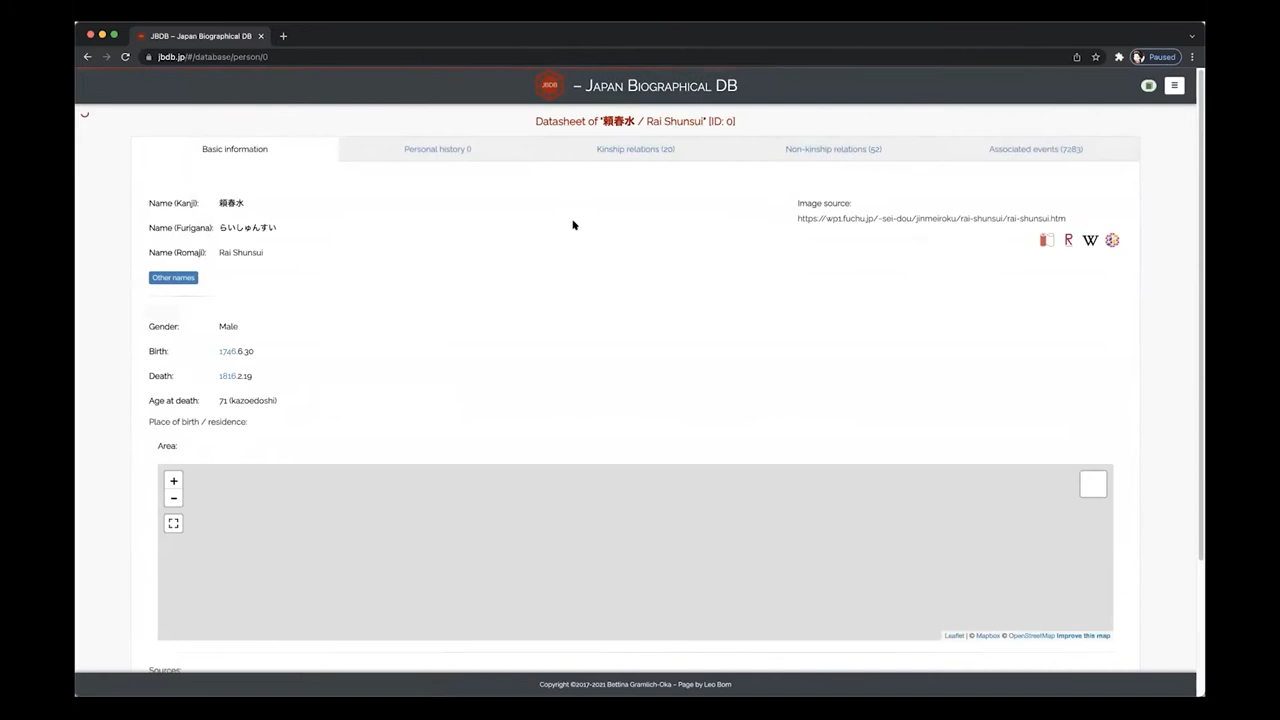 JBDB – Japan Biographical DB
jbdb.jp/#/database/person/0
Paused
JBDB – Japan Biographical DB
Datasheet of "頼春水 / Rai Shunsui" [ID: 0]
Basic information
Personal history ()
Kinship relations (20)
Non-kinship relations (52)
Associated events (7283)
Name (Kanji): 頼春水
Image source:
https://wp1.fuchu.jp/~sei-dou/jinmeiroku/rai-shunsui/rai-shunsui.htm
Name (Furigana): らいしゅんすい
R W
Name (Romaji): Rai Shunsui
Other names
Gender: Male
Birth: 1746.6.30
Death: 1816.2.19
Age at death: 71 (kazoedoshi)
Place of birth / residence:
Area:
+
−
Leaflet | © Mapbox © OpenStreetMap Improve this map
Sources:
Copyright ©2017-2021 Bettina Gramlich-Oka – Page by Leo Born